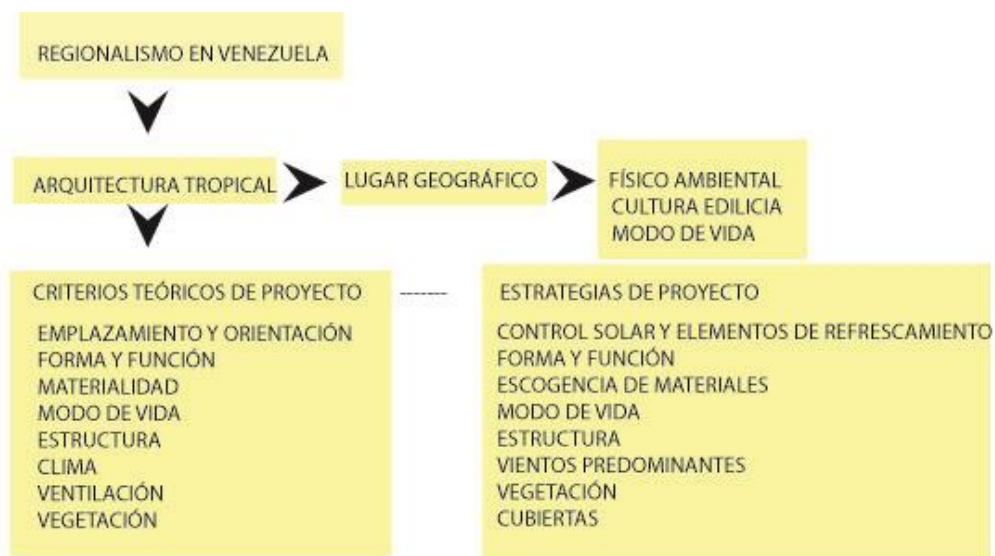 REGIONALISMO EN VENEZUELA
ARQUITECTURA TROPICAL
LUGAR GEOGRÁFICO
FÍSICO AMBIENTAL
CULTURA EDILICIA
MODO DE VIDA
CRITERIOS TEÓRICOS DE PROYECTO
EMPLAZAMIENTO Y ORIENTACIÓN
FORMA Y FUNCIÓN
MATERIALIDAD
MODO DE VIDA
ESTRUCTURA
CLIMA
VENTILACIÓN
VEGETACIÓN
ESTRATEGIAS DE PROYECTO
CONTROL SOLAR Y ELEMENTOS DE REFRESCAMIENTO
FORMA Y FUNCIÓN
ESCOGENCIA DE MATERIALES
MODO DE VIDA
ESTRUCTURA
VIENTOS PREDOMINANTES
VEGETACIÓN
CUBIERTAS